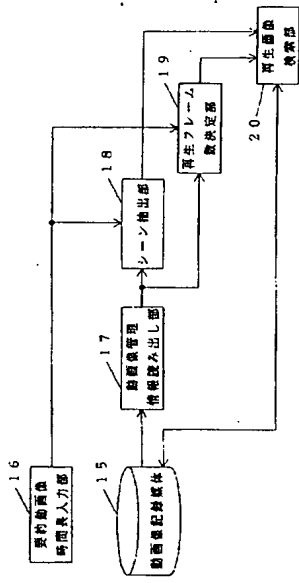 16
要約動画像
時間長入力部
15
動画像記録媒体
17
動画像管理
情報読み出し部
18
シーン抽出部
19
再生フレーム
数決定部
再生画像
検索部
20